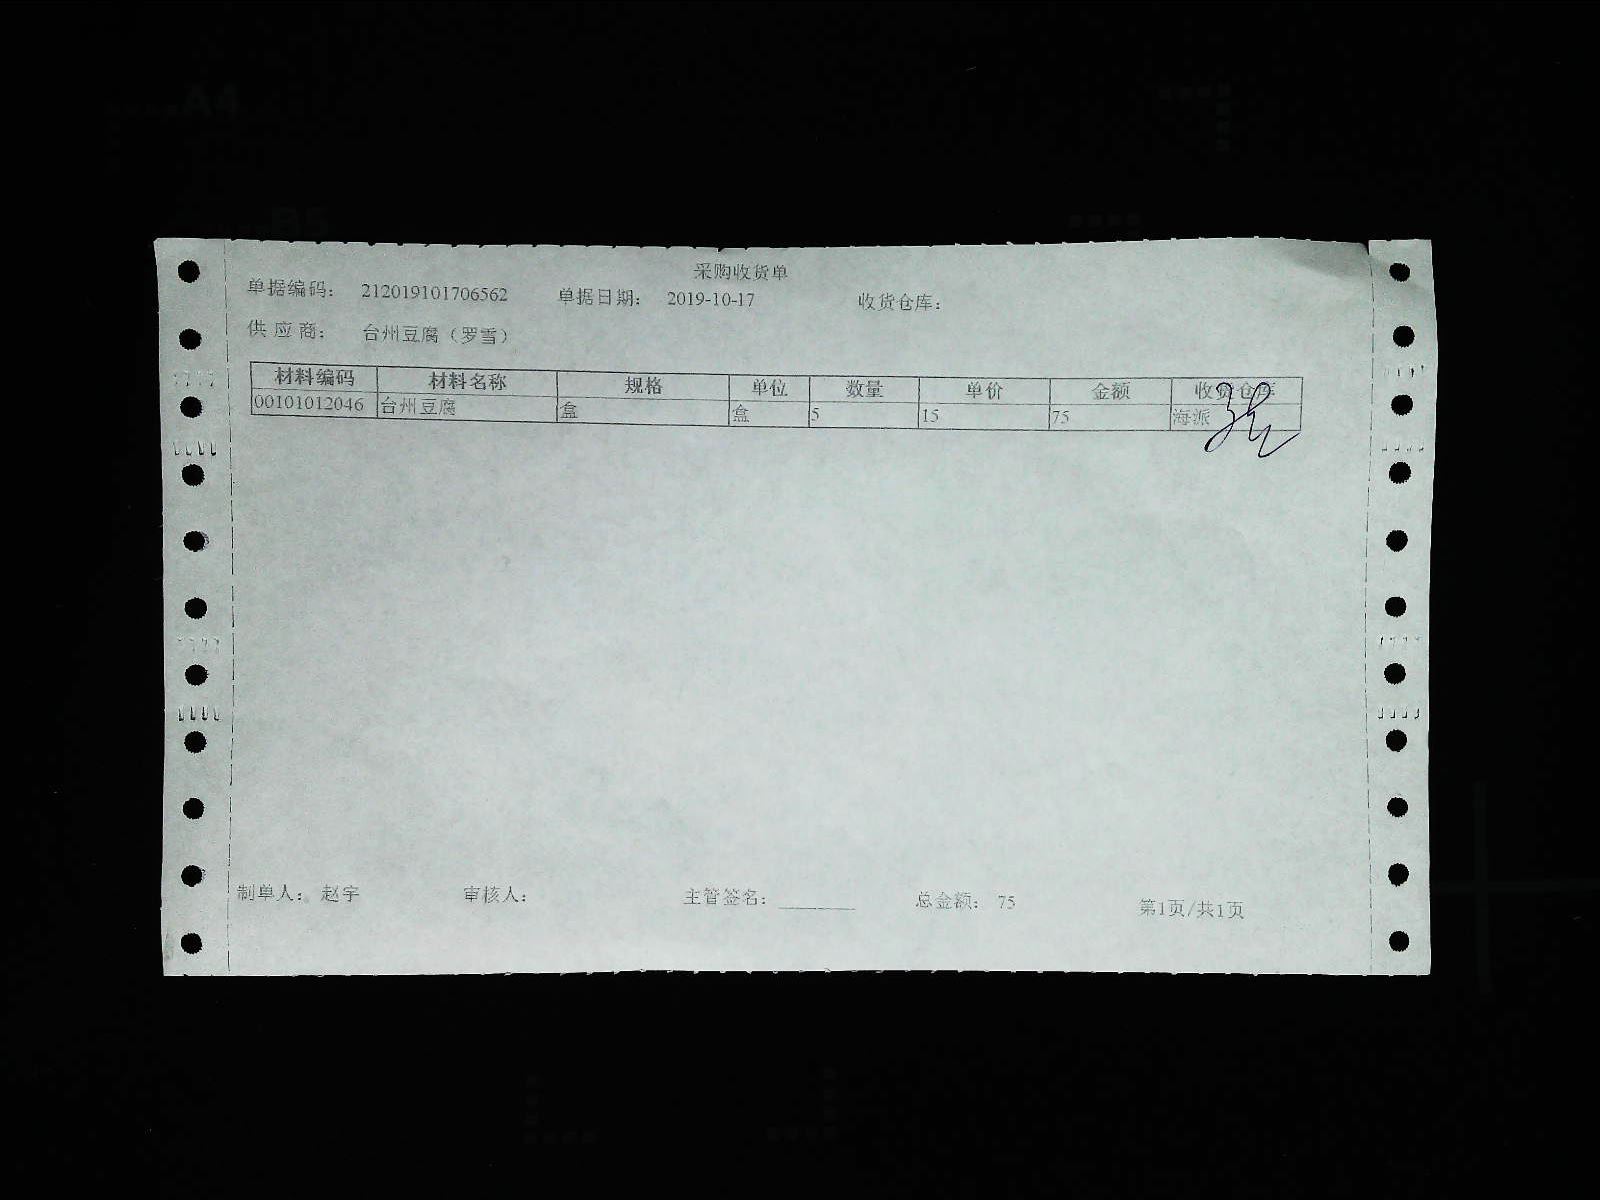 采购收货单
单据编码： 212019101706562 单据日期： 2019-10-17 收货仓库：
供应商： 台州豆腐（罗雪）
材料编码 材料名称 规格 单位 数量 单价 金额 收货仓库
00101012046 台州豆腐 盒 盒 5 15 75 海派
制单人： 赵宇 审核人： 主管签名： ______ 总金额： 75 第1页/共1页